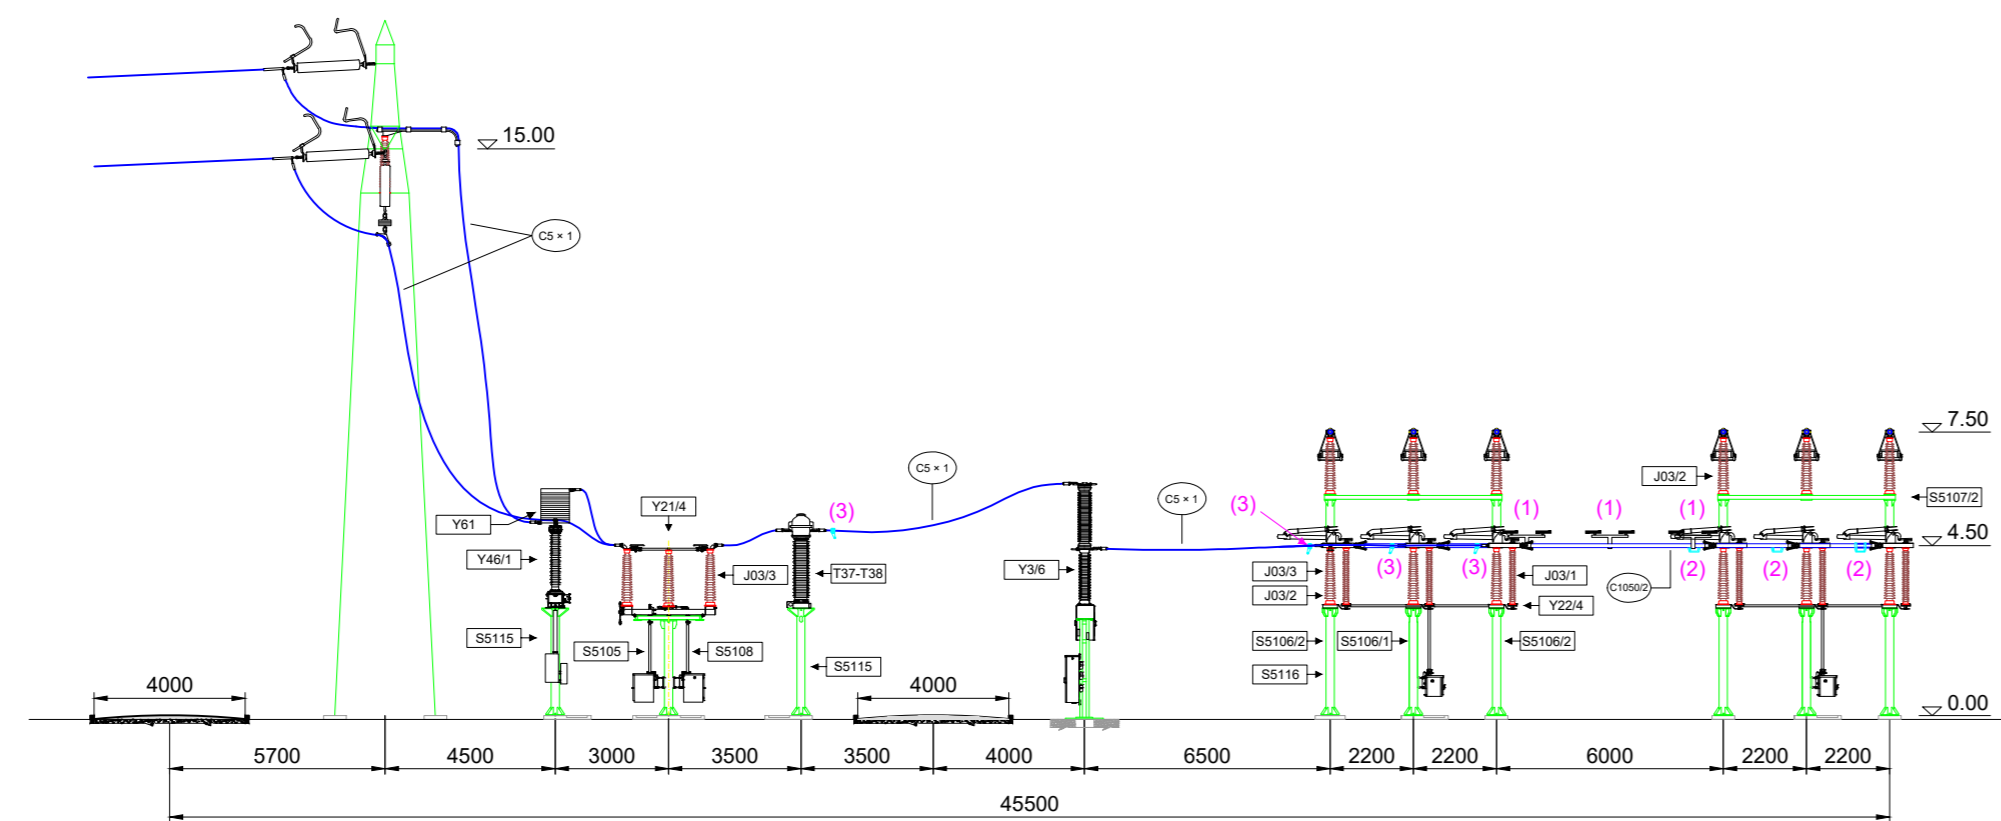 15.00
C5 × 1
7.50
C5 × 1
J03/2
C5 × 1
S5107/2
Y21/4
(3)
(3)
(1)
(1)
(1)
Y61
4.50
Y46/1
J03/3
T37-T38
Y3/6
J03/3
(3)
(3)
J03/1
(2)
(2)
(2)
C1050/2
J03/2
Y22/4
S5115
S5105
S5108
S5106/2
S5106/1
S5106/2
S5115
S5116
4000
4000
0.00
5700
4500
3000
3500
3500
4000
6500
2200
2200
6000
2200
2200
45500